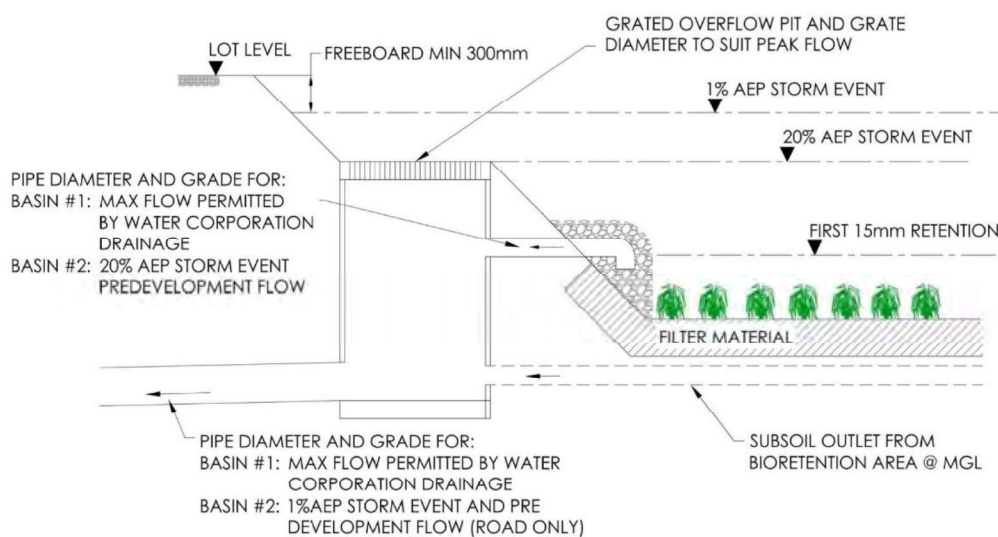 GRATED OVERFLOW PIT AND GRATE
DIAMETER TO SUIT PEAK FLOW
LOT LEVEL
FREEBOARD MIN 300mm
1% AEP STORM EVENT
20% AEP STORM EVENT
PIPE DIAMETER AND GRADE FOR:
BASIN #1: MAX FLOW PERMITTED
BY WATER CORPORATION
DRAINAGE
BASIN #2: 20% AEP STORM EVENT
PREDEVELOPMENT FLOW
FIRST 15mm RETENTION
FILTER MATERIAL
PIPE DIAMETER AND GRADE FOR:
BASIN #1: MAX FLOW PERMITTED BY WATER
CORPORATION DRAINAGE
BASIN #2: 1%AEP STORM EVENT AND PRE
DEVELOPMENT FLOW (ROAD ONLY)
SUBSOIL OUTLET FROM
BIORETENTION AREA @ MGL